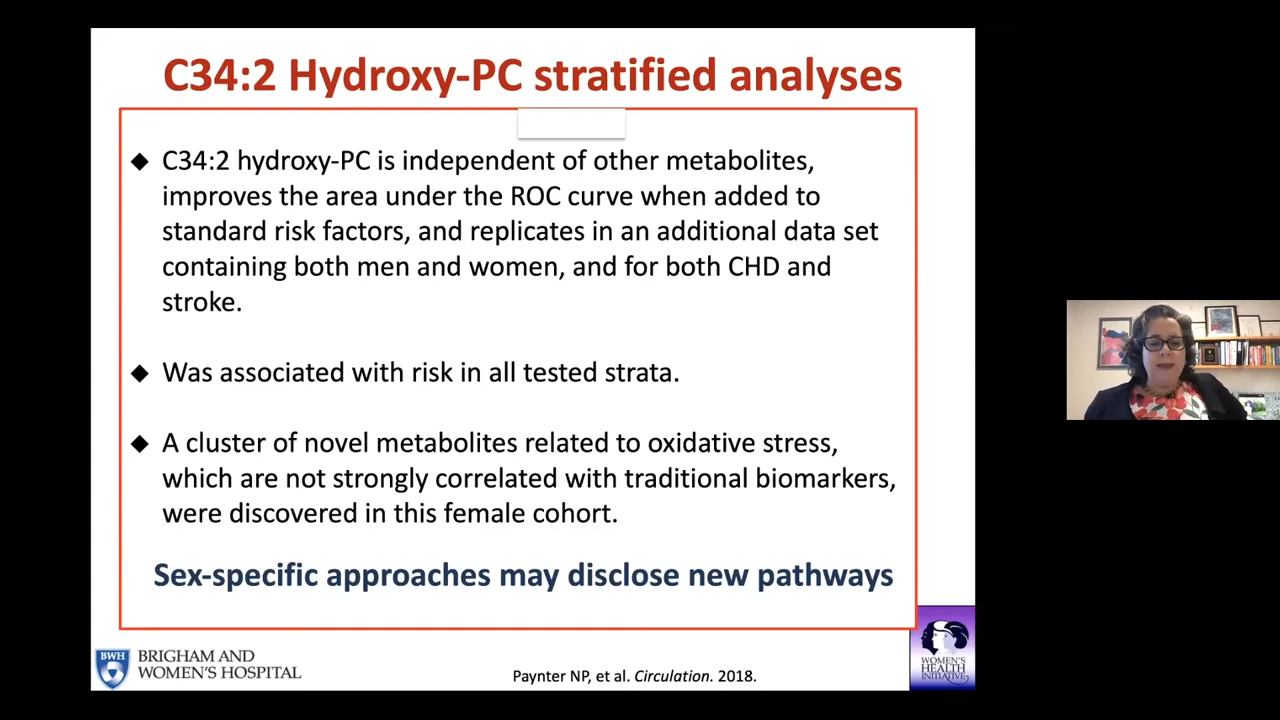 C34:2 Hydroxy-PC stratified analyses
◆ C34:2 hydroxy-PC is independent of other metabolites,
improves the area under the ROC curve when added to
standard risk factors, and replicates in an additional data set
containing both men and women, and for both CHD and
stroke.
◆ Was associated with risk in all tested strata.
◆ A cluster of novel metabolites related to oxidative stress,
which are not strongly correlated with traditional biomarkers,
were discovered in this female cohort.
Sex-specific approaches may disclose new pathways
BWH
BRIGHAM AND
WOMEN'S HOSPITAL
Paynter NP, et al. Circulation. 2018.
WOMEN'S
HEALTH
INITIATIVE